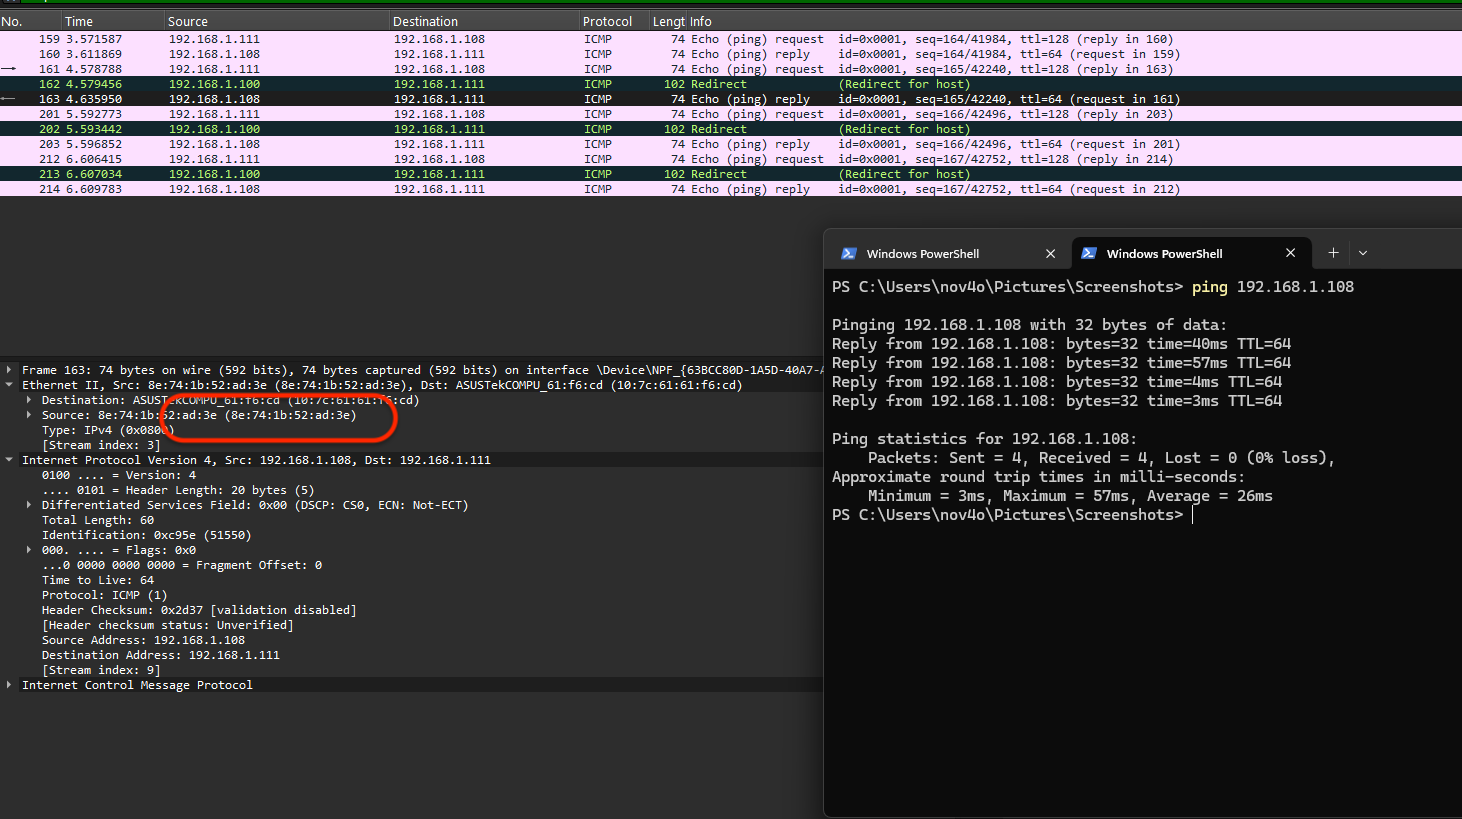 No. Time Source Destination Protocol Lengt Info
159 3.571587 192.168.1.111 192.168.1.108 ICMP 74 Echo (ping) request id=0x0001, seq=164/41984, ttl=128 (reply in 160)
160 3.611869 192.168.1.108 192.168.1.111 ICMP 74 Echo (ping) reply id=0x0001, seq=164/41984, ttl=64 (request in 159)
161 4.578788 192.168.1.111 192.168.1.108 ICMP 74 Echo (ping) request id=0x0001, seq=165/42240, ttl=128 (reply in 163)
162 4.579456 192.168.1.100 192.168.1.111 ICMP 102 Redirect (Redirect for host)
163 4.635950 192.168.1.108 192.168.1.111 ICMP 74 Echo (ping) reply id=0x0001, seq=165/42240, ttl=64 (request in 161)
201 5.592773 192.168.1.111 192.168.1.108 ICMP 74 Echo (ping) request id=0x0001, seq=166/42496, ttl=128 (reply in 203)
202 5.593442 192.168.1.100 192.168.1.111 ICMP 102 Redirect (Redirect for host)
203 5.596852 192.168.1.108 192.168.1.111 ICMP 74 Echo (ping) reply id=0x0001, seq=166/42496, ttl=64 (request in 201)
212 6.606415 192.168.1.111 192.168.1.108 ICMP 74 Echo (ping) request id=0x0001, seq=167/42752, ttl=128 (reply in 214)
213 6.607034 192.168.1.100 192.168.1.111 ICMP 102 Redirect (Redirect for host)
214 6.609783 192.168.1.108 192.168.1.111 ICMP 74 Echo (ping) reply id=0x0001, seq=167/42752, ttl=64 (request in 212)
Frame 163: 74 bytes on wire (592 bits), 74 bytes captured (592 bits) on interface \Device\NPF_{63BCC80D-1A5D-40A7-A
Ethernet II, Src: 8e:74:1b:52:ad:3e (8e:74:1b:52:ad:3e), Dst: ASUSTekCOMPU_61:f6:cd (10:7c:61:61:f6:cd)
Destination: ASUSTekCOMPU_61:f6:cd (10:7c:61:61:f6:cd)
Source: 8e:74:1b:52:ad:3e (8e:74:1b:52:ad:3e)
Type: IPv4 (0x0800)
[Stream index: 3]
Internet Protocol Version 4, Src: 192.168.1.108, Dst: 192.168.1.111
0100 .... = Version: 4
.... 0101 = Header Length: 20 bytes (5)
Differentiated Services Field: 0x00 (DSCP: CS0, ECN: Not-ECT)
Total Length: 60
Identification: 0xc95e (51550)
000. .... = Flags: 0x0
...0 0000 0000 0000 = Fragment Offset: 0
Time to Live: 64
Protocol: ICMP (1)
Header Checksum: 0x2d37 [validation disabled]
[Header checksum status: Unverified]
Source Address: 192.168.1.108
Destination Address: 192.168.1.111
[Stream index: 9]
Internet Control Message Protocol
Windows PowerShell Windows PowerShell
PS C:\Users\nov4o\Pictures\Screenshots> ping 192.168.1.108
Pinging 192.168.1.108 with 32 bytes of data:
Reply from 192.168.1.108: bytes=32 time=40ms TTL=64
Reply from 192.168.1.108: bytes=32 time=57ms TTL=64
Reply from 192.168.1.108: bytes=32 time=4ms TTL=64
Reply from 192.168.1.108: bytes=32 time=3ms TTL=64
Ping statistics for 192.168.1.108:
Packets: Sent = 4, Received = 4, Lost = 0 (0% loss),
Approximate round trip times in milli-seconds:
Minimum = 3ms, Maximum = 57ms, Average = 26ms
PS C:\Users\nov4o\Pictures\Screenshots>